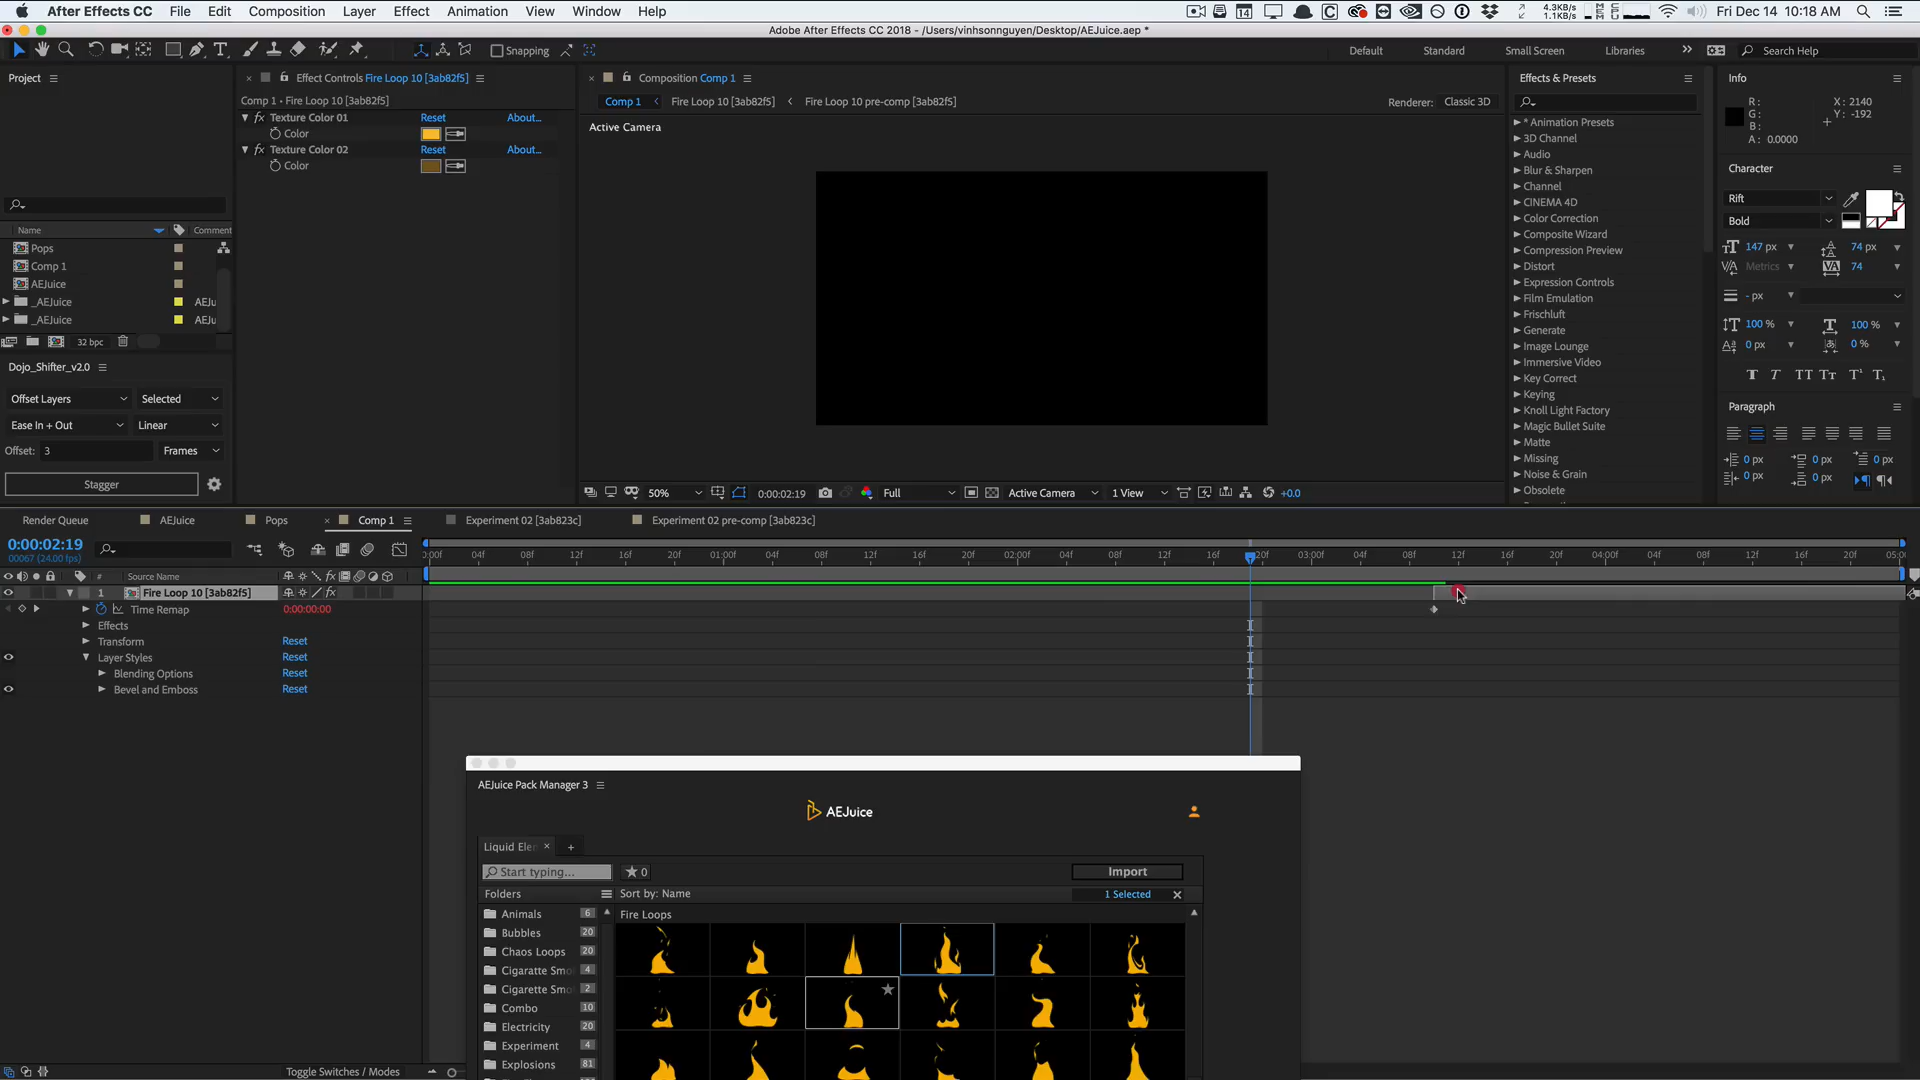 After Effects CC File Edit Composition Layer Effect Animation View Window Help 14 4.3KB/s 1.1KB/s Fri Dec 14 10:18 AM
Adobe After Effects CC 2018 - /Users/vinhsonnguyen/Desktop/AEJuice.aep *
Snapping Default Standard Small Screen Libraries Search Help
Project
Effect Controls Fire Loop 10 [3ab82f5]
Comp 1 • Fire Loop 10 [3ab82f5]
fx Texture Color 01 Reset About...
Color
fx Texture Color 02 Reset About...
Color
Composition Comp 1
Comp 1 Fire Loop 10 [3ab82f5] Fire Loop 10 pre-comp [3ab82f5] Renderer: Classic 3D
Active Camera
50% 0:00:02:19 Full Active Camera 1 View +0.0
Name Comment
Pops
Comp 1
AEJuice
_AEJuice AEJu
_AEJuice AEJu
32 bpc
Dojo_Shifter_v2.0
Offset Layers Selected
Ease In + Out Linear
Offset: 3 Frames
Stagger
Effects & Presets
* Animation Presets
3D Channel
Audio
Blur & Sharpen
Channel
CINEMA 4D
Color Correction
Composite Wizard
Compression Preview
Distort
Expression Controls
Film Emulation
Frischluft
Generate
Image Lounge
Immersive Video
Key Correct
Keying
Knoll Light Factory
Magic Bullet Suite
Matte
Missing
Noise & Grain
Obsolete
Info
R: X: 2140
G: Y: -192
B:
A: 0.0000
Character
Rift
Bold
147 px 74 px
Metrics 74
- px
100 % 100 %
0 px 0 %
Paragraph
0 px 0 px 0 px
0 px 0 px
Render Queue AEJuice Pops Comp 1 Experiment 02 [3ab823c] Experiment 02 pre-comp [3ab823c]
0:00:02:19
00067 (24.00 fps)
0:00f 04f 08f 12f 16f 20f 01:00f 04f 08f 12f 16f 20f 02:00f 04f 08f 12f 16f 20f 03:00f 04f 08f 12f 16f 20f 04:00f 04f 08f 12f 16f 20f 05:0
# Source Name
1 Fire Loop 10 [3ab82f5]
Time Remap 0:00:00:00
Effects
Transform Reset
Layer Styles Reset
Blending Options Reset
Bevel and Emboss Reset
AEJuice Pack Manager 3
AEJuice
Liquid Ele
Start typing... 0 Import
Folders Sort by: Name 1 Selected
Fire Loops
Animals 6
Bubbles 20
Chaos Loops 20
Cigaratte Smo 4
Cigarette Smo 2
Combo 10
Electricity 20
Experiment 4
Explosions 81
Toggle Switches / Modes